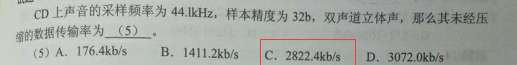 CD上声音的采样频率为44.1kHz，样本精度为32b，双声道立体声，那么其未经压
缩的数据传输率为（5）。
（5）A．176.4kb/s B．1411.2kb/s C．2822.4kb/s D．3072.0kb/s